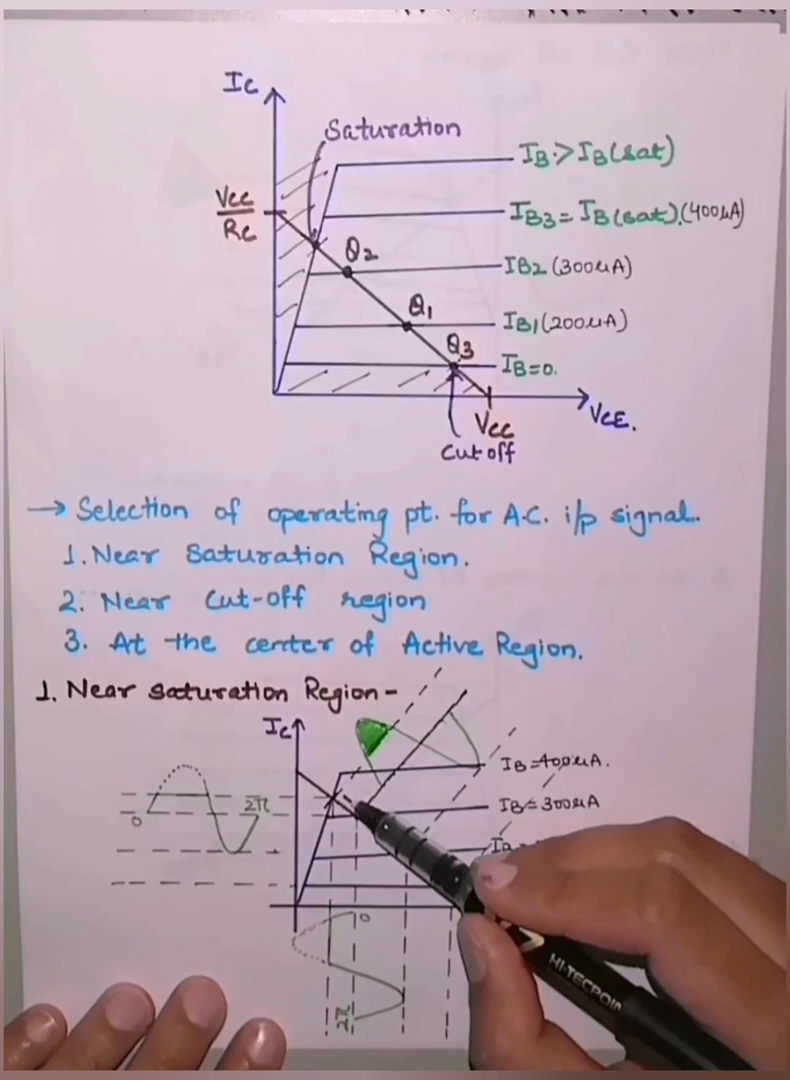 Ic
Saturation
IB > IB(sat)
Vcc
Rc
IB3 = IB(sat).(400μA)
Q2
IB2 (300μA)
Q1
IB1 (200μA)
Q3
IB=0.
Vcc
VCE.
Cut off
→ Selection of operating pt. for A.C. i/p signal.
1. Near Saturation Region.
2. Near Cut-off region
3. At the center of Active Region.
1. Near saturation Region-
Ic
IB=400μA.
2π
IB=300μA
0
IB
0
HI-TECPOIN
2π